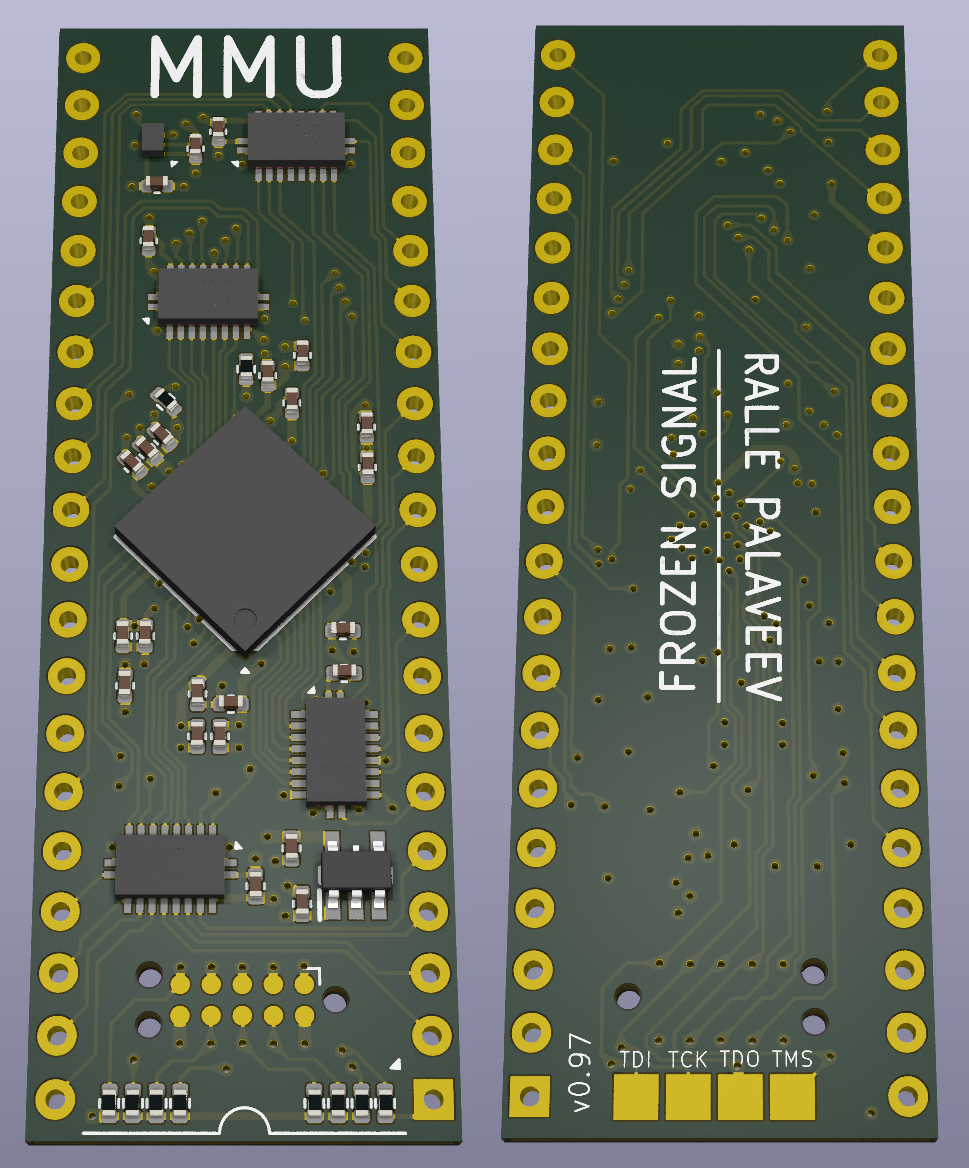 MMU
FROZEN SIGNAL
RALLE PALAVEEV
v0.97
TDI TCK TDO TMS